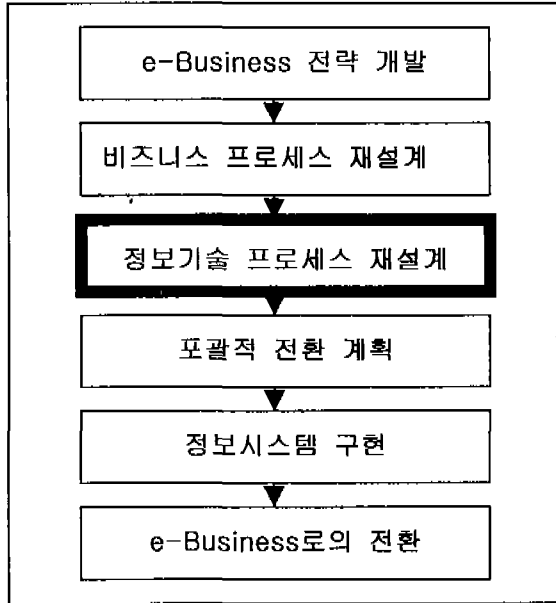 e-Business 전략 개발
비즈니스 프로세스 재설계
정보기술 프로세스 재설계
포괄적 전환 계획
정보시스템 구현
e-Business로의 전환